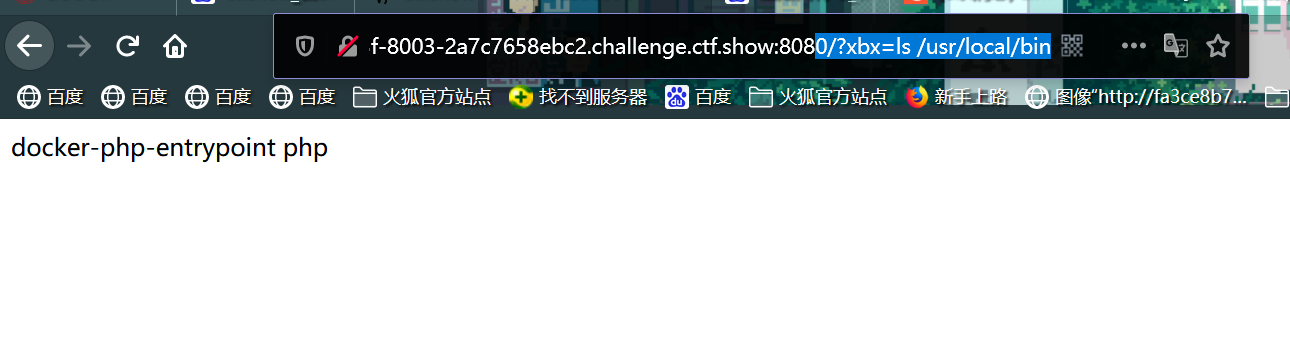 f-8003-2a7c7658ebc2.challenge.ctf.show:8080/?xbx=ls /usr/local/bin
百度 百度 百度 百度 火狐官方站点 找不到服务器 百度 火狐官方站点 新手上路 图像“http://fa3ce8b7...
docker-php-entrypoint php